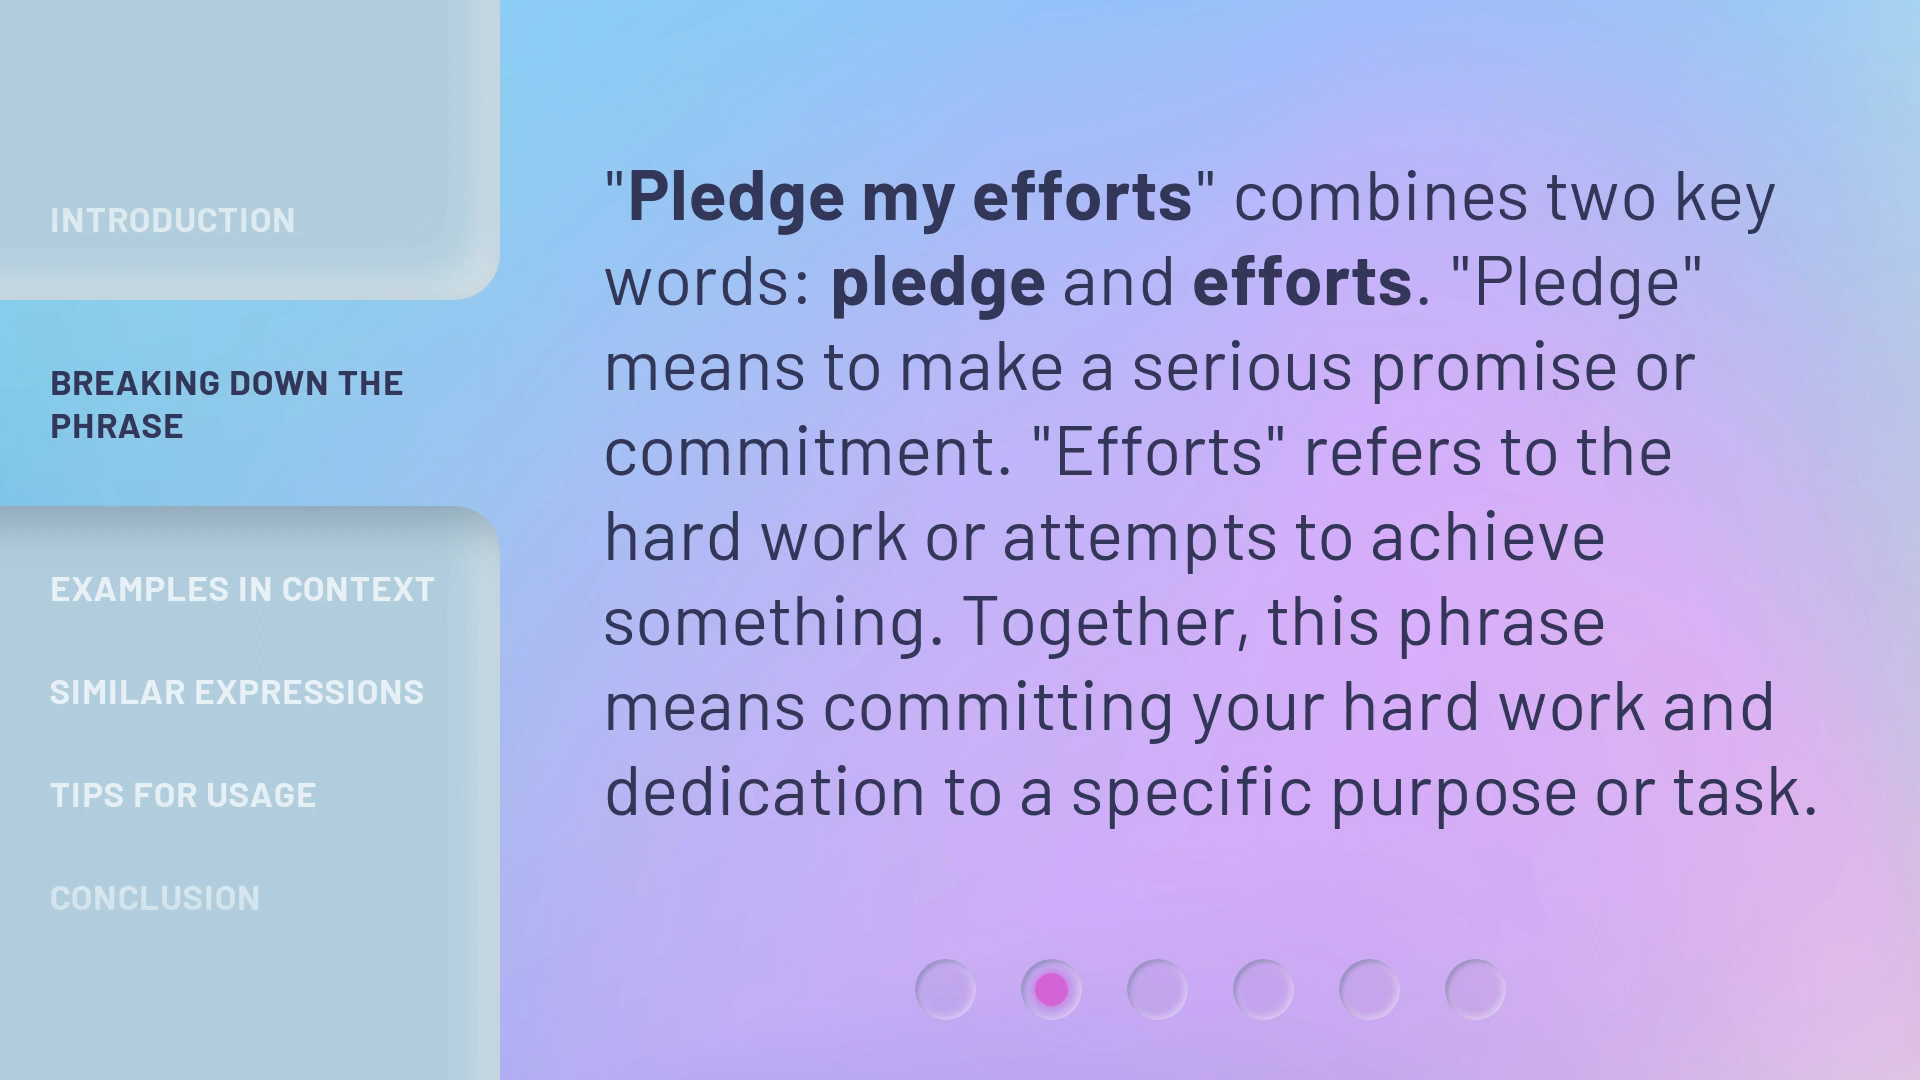 INTRODUCTION
BREAKING DOWN THE
PHRASE
EXAMPLES IN CONTEXT
SIMILAR EXPRESSIONS
TIPS FOR USAGE
CONCLUSION
"Pledge my efforts" combines two key
words: pledge and efforts. "Pledge"
means to make a serious promise or
commitment. "Efforts" refers to the
hard work or attempts to achieve
something. Together, this phrase
means committing your hard work and
dedication to a specific purpose or task.